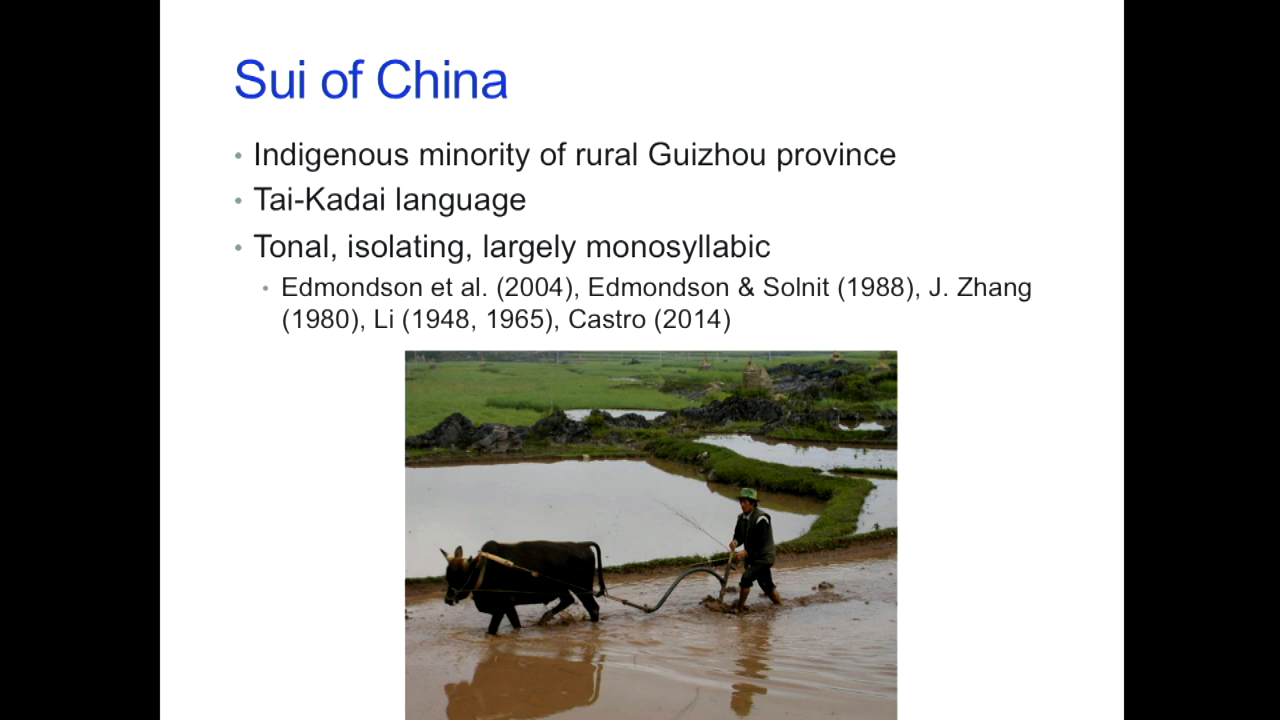 Sui of China
• Indigenous minority of rural Guizhou province
• Tai-Kadai language
• Tonal, isolating, largely monosyllabic
• Edmondson et al. (2004), Edmondson & Solnit (1988), J. Zhang
(1980), Li (1948, 1965), Castro (2014)